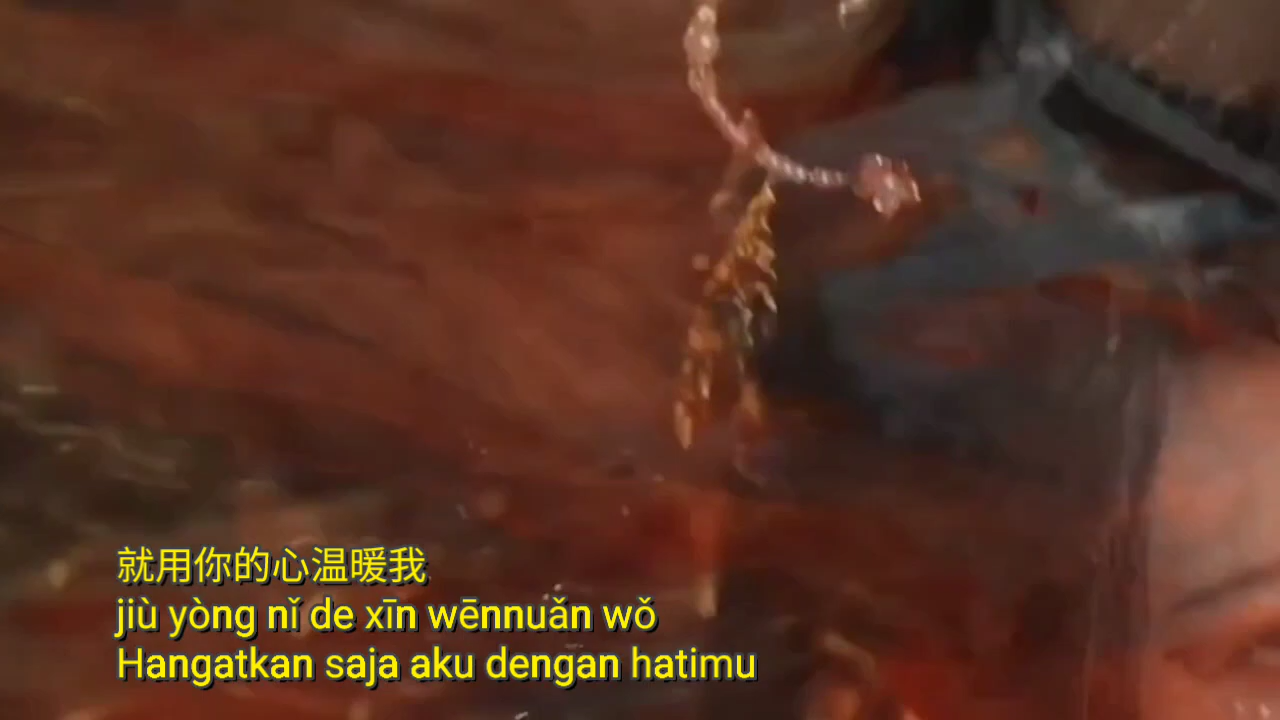 就用你的心温暖我
jiù yòng nǐ de xīn wēnnuǎn wǒ
Hangatkan saja aku dengan hatimu